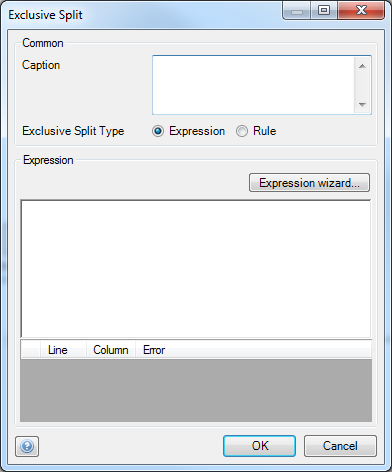 Exclusive Split
Common
Caption
Exclusive Split Type Expression Rule
Expression
Expression wizard...
Line Column Error
? OK Cancel